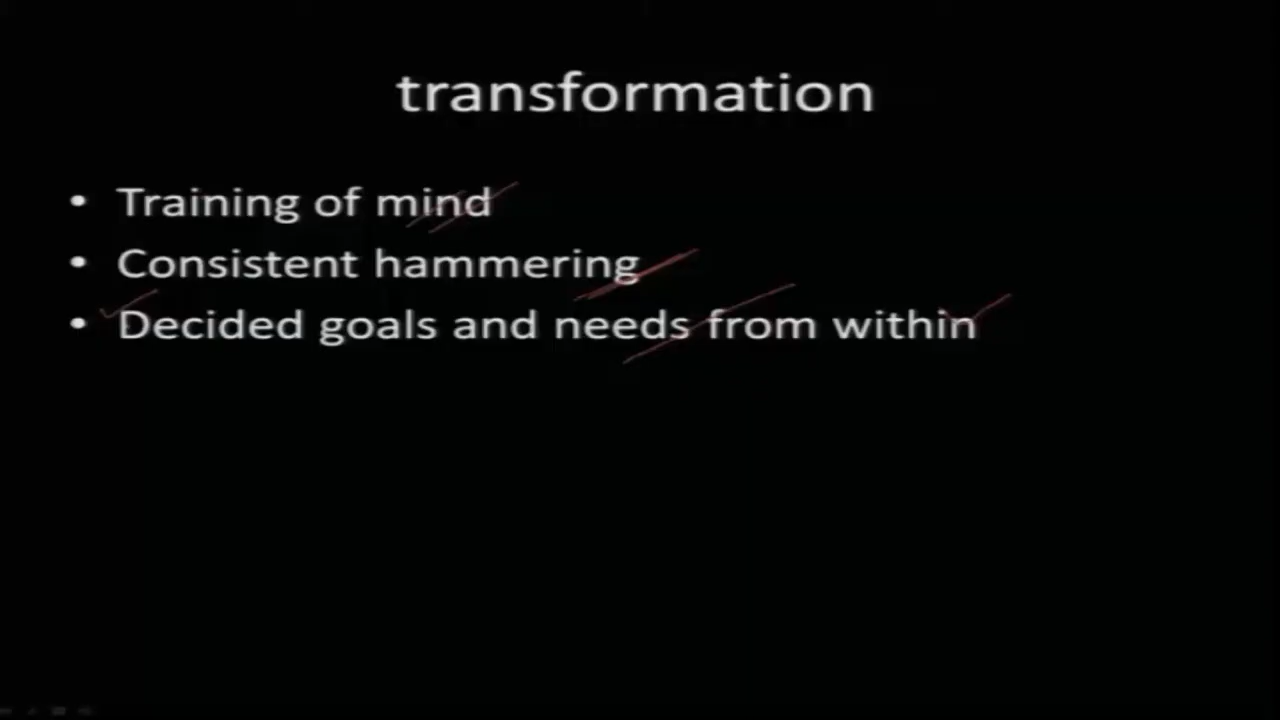 transformation
• Training of mind
• Consistent hammering
• Decided goals and needs from within